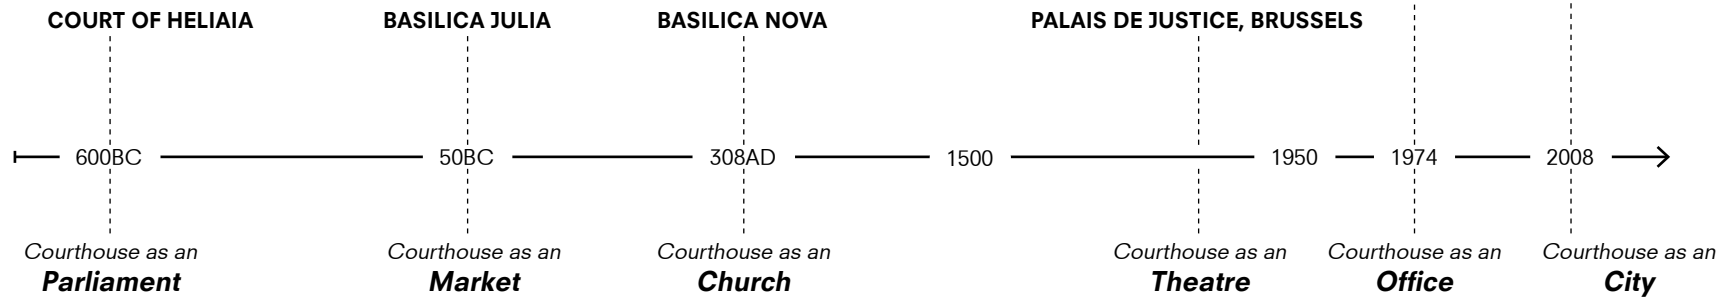 COURT OF HELIAIA
BASILICA JULIA
BASILICA NOVA
PALAIS DE JUSTICE, BRUSSELS
600BC
50BC
308AD
1500
1950
1974
2008
Courthouse as an
Parliament
Courthouse as an
Market
Courthouse as an
Church
Courthouse as an
Theatre
Courthouse as an
Office
Courthouse as an
City